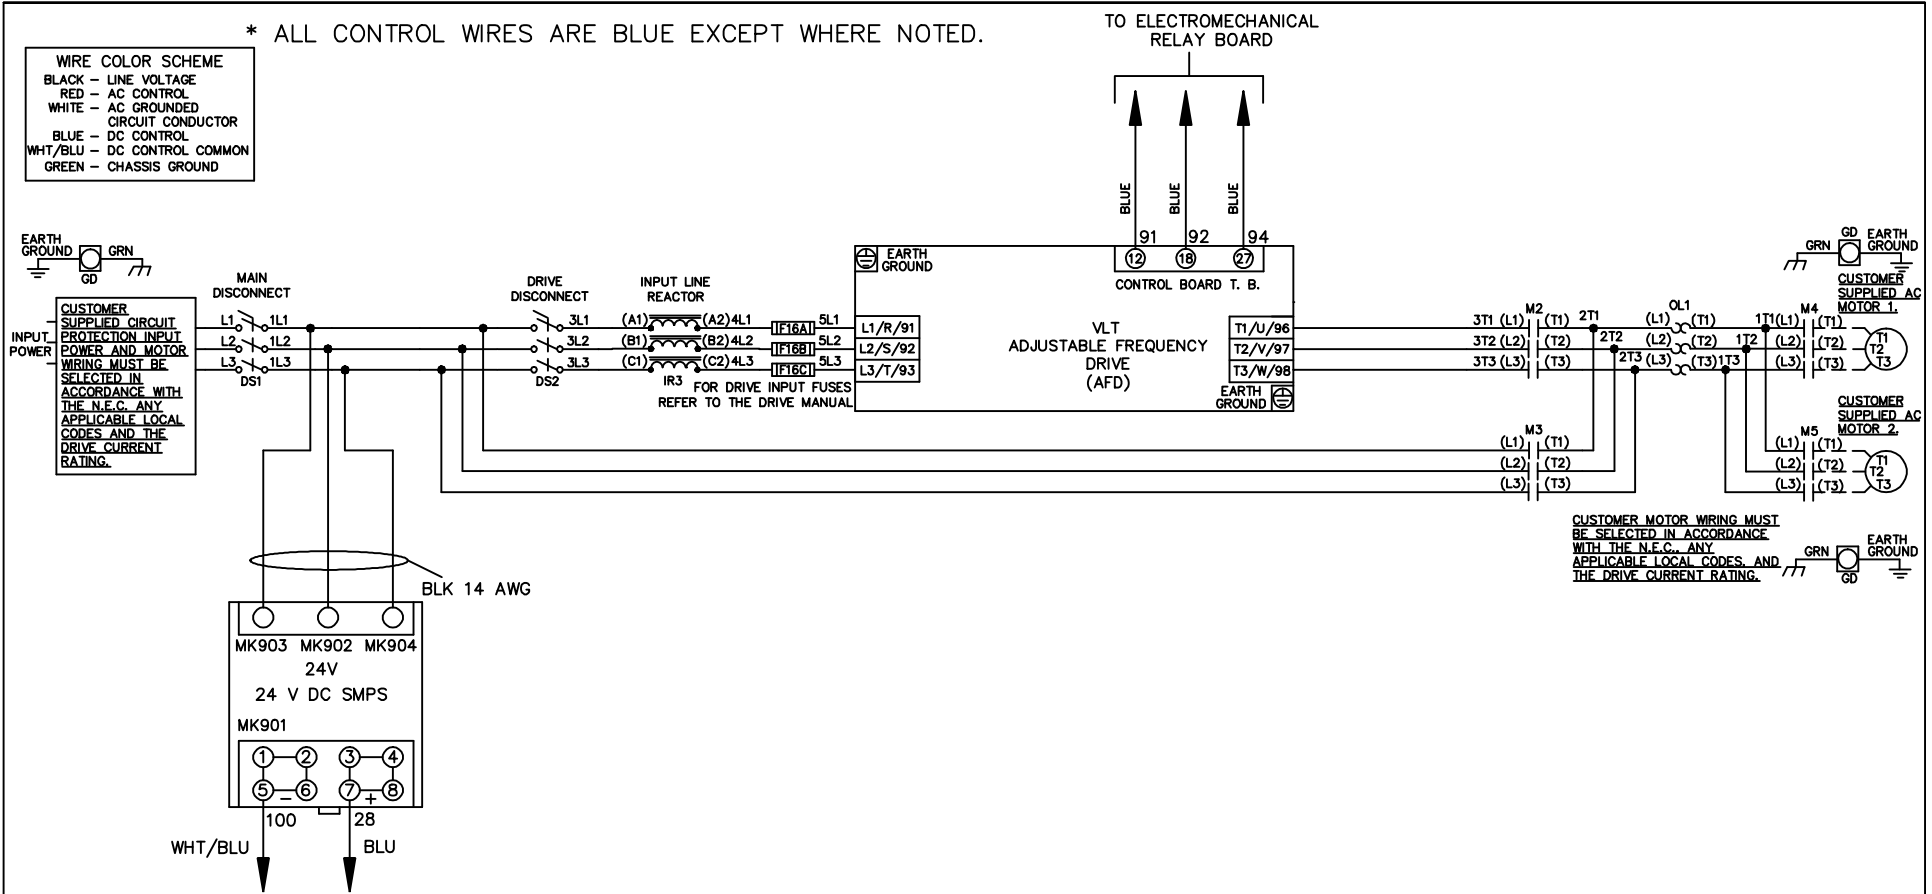 * ALL CONTROL WIRES ARE BLUE EXCEPT WHERE NOTED.
WIRE COLOR SCHEME
BLACK – LINE VOLTAGE
RED – AC CONTROL
WHITE – AC GROUNDED
CIRCUIT CONDUCTOR
BLUE – DC CONTROL
WHT/BLU – DC CONTROL COMMON
GREEN – CHASSIS GROUND
TO ELECTROMECHANICAL
RELAY BOARD
BLUE
BLUE
BLUE
91 92 94
12 18 27
CONTROL BOARD T. B.
EARTH
GROUND
GRN
GD
INPUT
POWER
CUSTOMER
SUPPLIED CIRCUIT
PROTECTION INPUT
POWER AND MOTOR
WIRING MUST BE
SELECTED IN
ACCORDANCE WITH
THE N.E.C. ANY
APPLICABLE LOCAL
CODES AND THE
DRIVE CURRENT
RATING.
MAIN
DISCONNECT
L1 1L1
L2 1L2
L3 1L3
DS1
DRIVE
DISCONNECT
3L1
3L2
3L3
DS2
INPUT LINE
REACTOR
(A1) (A2) 4L1
(B1) (B2) 4L2
(C1) (C2) 4L3
IR3
F16A 5L1
F16B 5L2
F16C 5L3
FOR DRIVE INPUT FUSES
REFER TO THE DRIVE MANUAL
EARTH
GROUND
L1/R/91
L2/S/92
L3/T/93
VLT
ADJUSTABLE FREQUENCY
DRIVE
(AFD)
T1/U/96
T2/V/97
T3/W/98
EARTH
GROUND
M2
3T1 (L1) (T1) 2T1
3T2 (L2) (T2) 2T2
3T3 (L3) (T3) 2T3
OL1
(L1) (T1) 1T1
(L2) (T2) 1T2
(L3) (T3) 1T3
M4
(L1) (T1)
(L2) (T2)
(L3) (T3)
T1
T2
T3
GRN
GD
EARTH
GROUND
CUSTOMER
SUPPLIED AC
MOTOR 1.
M3
(L1) (T1)
(L2) (T2)
(L3) (T3)
CUSTOMER
SUPPLIED AC
MOTOR 2.
M5
(L1) (T1)
(L2) (T2)
(L3) (T3)
T1
T2
T3
CUSTOMER MOTOR WIRING MUST
BE SELECTED IN ACCORDANCE
WITH THE N.E.C., ANY
APPLICABLE LOCAL CODES, AND
THE DRIVE CURRENT RATING.
GRN
GD
EARTH
GROUND
BLK 14 AWG
MK903 MK902 MK904
24V
24 V DC SMPS
MK901
1 2 3 4
5 6 7 8
– +
100 28
WHT/BLU BLU